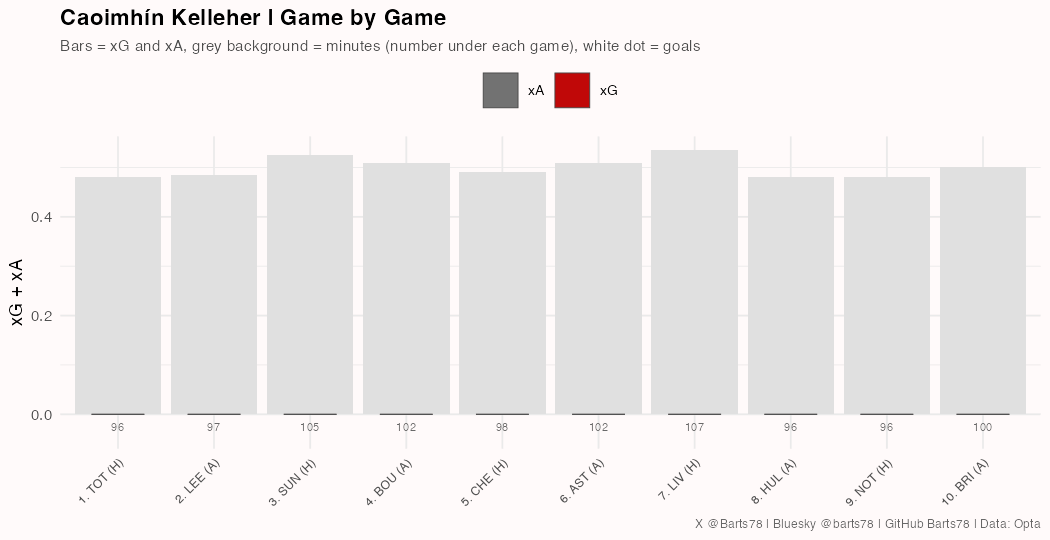 Caoimhín Kelleher | Game by Game
Bars = xG and xA, grey background = minutes (number under each game), white dot = goals
xA xG
xG + xA
0.4
0.2
0.0
96 97 105 102 98 102 107 96 96 100
1. TOT (H) 2. LEE (A) 3. SUN (H) 4. BOU (A) 5. CHE (H) 6. AST (A) 7. LIV (H) 8. HUL (A) 9. NOT (H) 10. BRI (A)
X @Barts78 | Bluesky @barts78 | GitHub Barts78 | Data: Opta